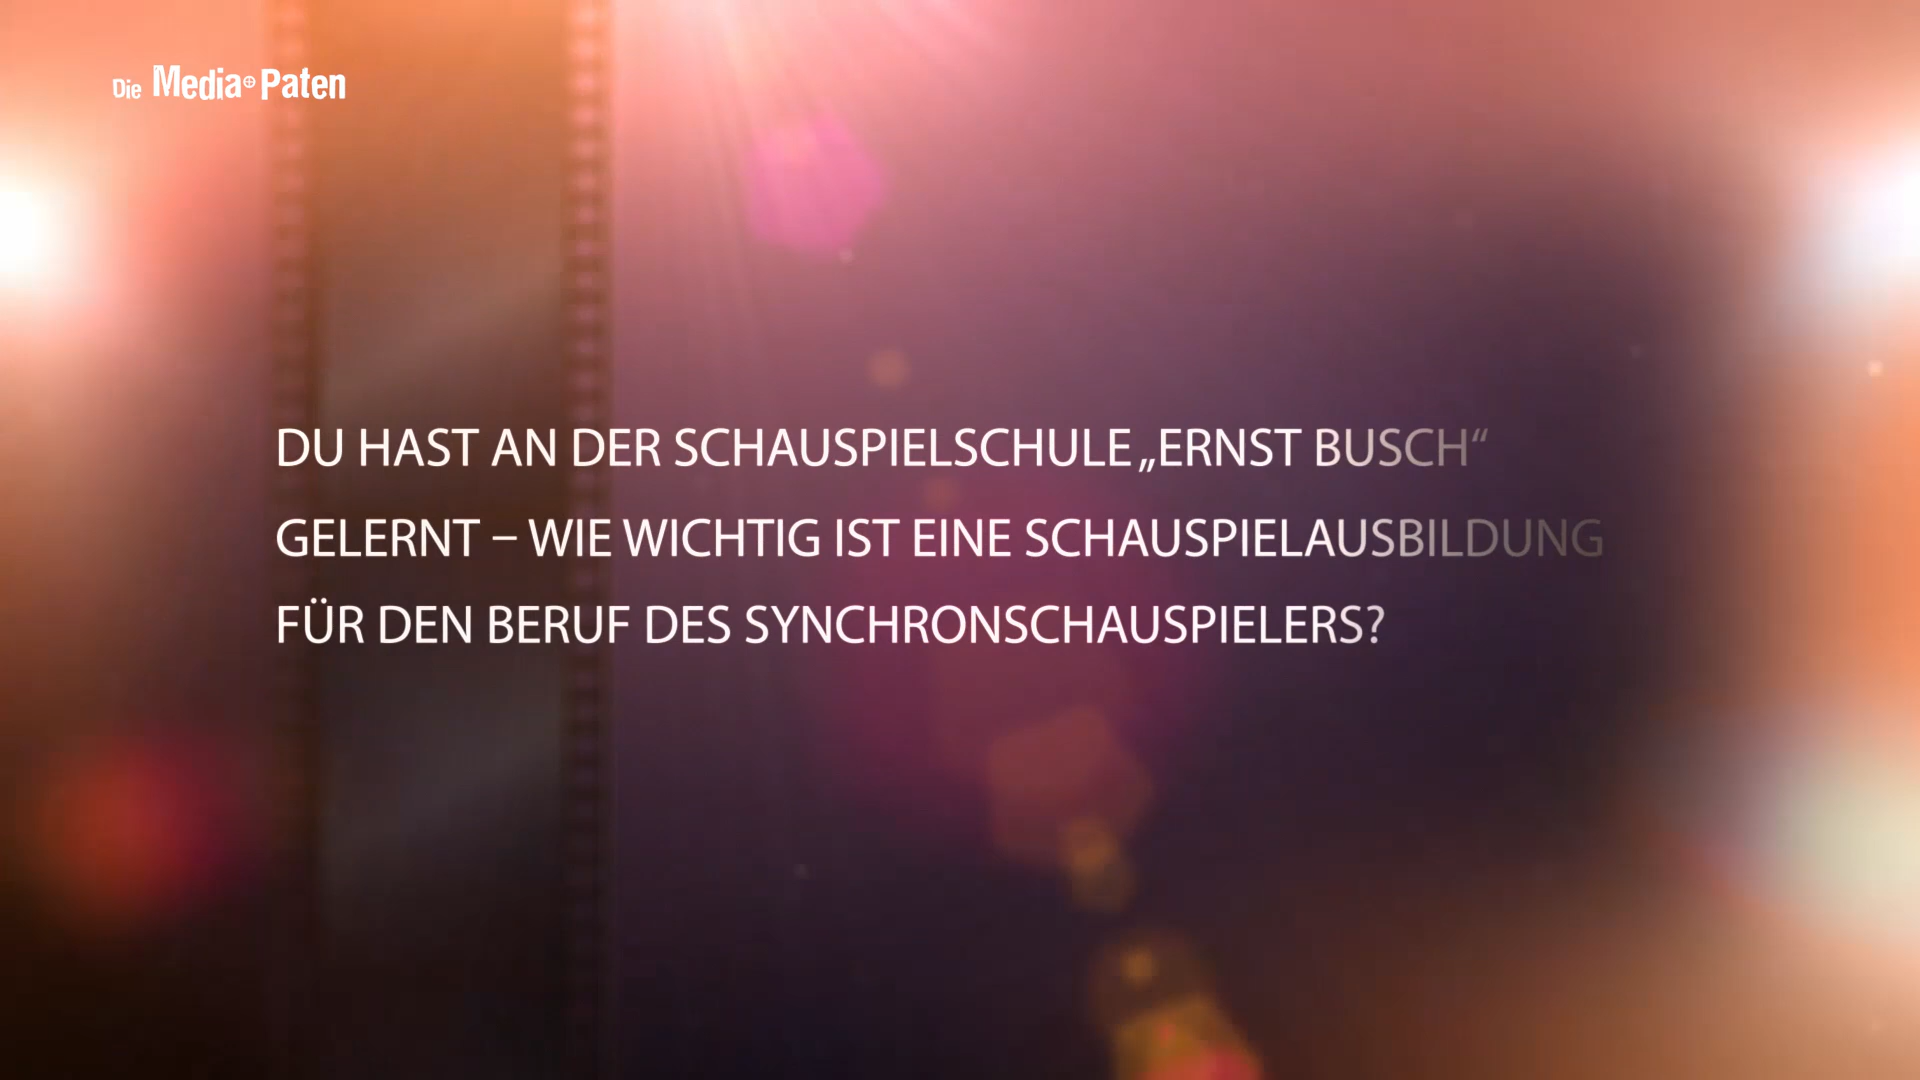 Die Media Paten
DU HAST AN DER SCHAUSPIELSCHULE „ERNST BUSCH“
GELERNT – WIE WICHTIG IST EINE SCHAUSPIELAUSBILDUNG
FÜR DEN BERUF DES SYNCHRONSCHAUSPIELERS?